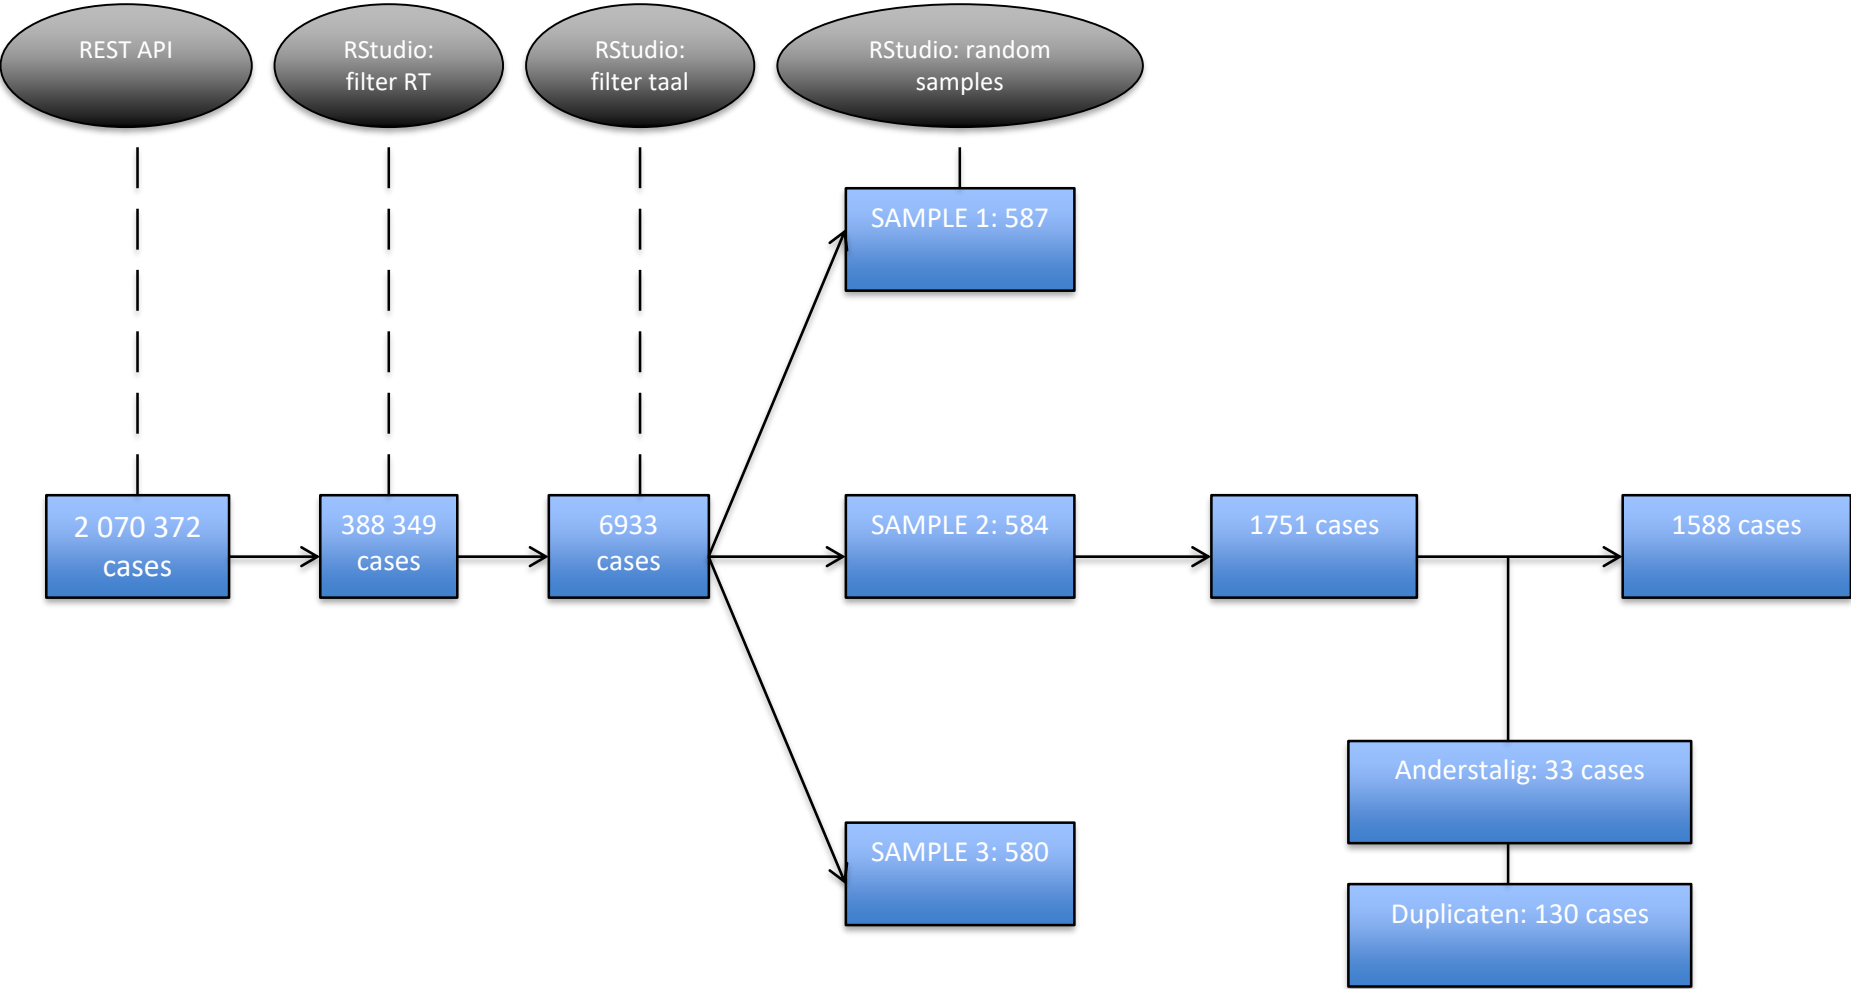 REST API
RStudio:
filter RT
RStudio:
filter taal
RStudio: random
samples
SAMPLE 1: 587
2 070 372
cases
388 349
cases
6933
cases
SAMPLE 2: 584
1751 cases
1588 cases
Anderstalig: 33 cases
SAMPLE 3: 580
Duplicaten: 130 cases